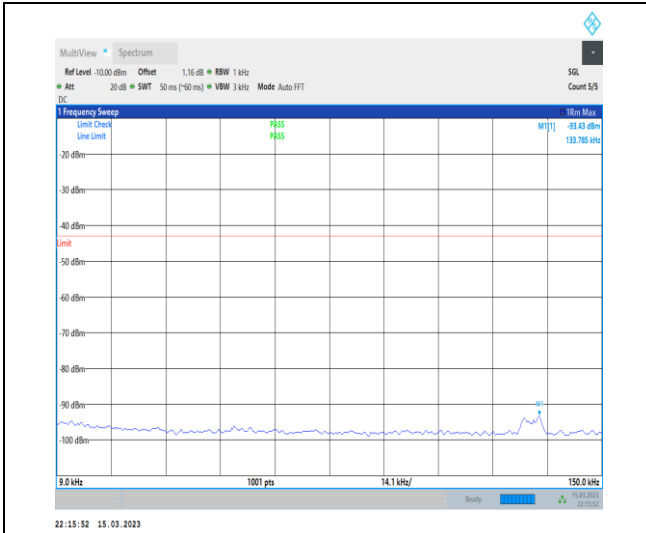 MultiView Spectrum
Ref Level -10.00 dBm Offset 1.16 dB RBW 1 kHz SGL
Att 20 dB SWT 50 ms (~60 ms) VBW 3 kHz Mode Auto FFT Count 5/5
DC
1 Frequency Sweep 1Rm Max
Limit Check PASS M1[1] -93.43 dBm
Line Limit PASS 133.785 kHz
-20 dBm
-30 dBm
-40 dBm
Limit
-50 dBm
-60 dBm
-70 dBm
-80 dBm
-90 dBm
M1
-100 dBm
9.0 kHz 1001 pts 14.1 kHz/ 150.0 kHz
Ready 15.03.2023
22:15:52
22:15:52 15.03.2023